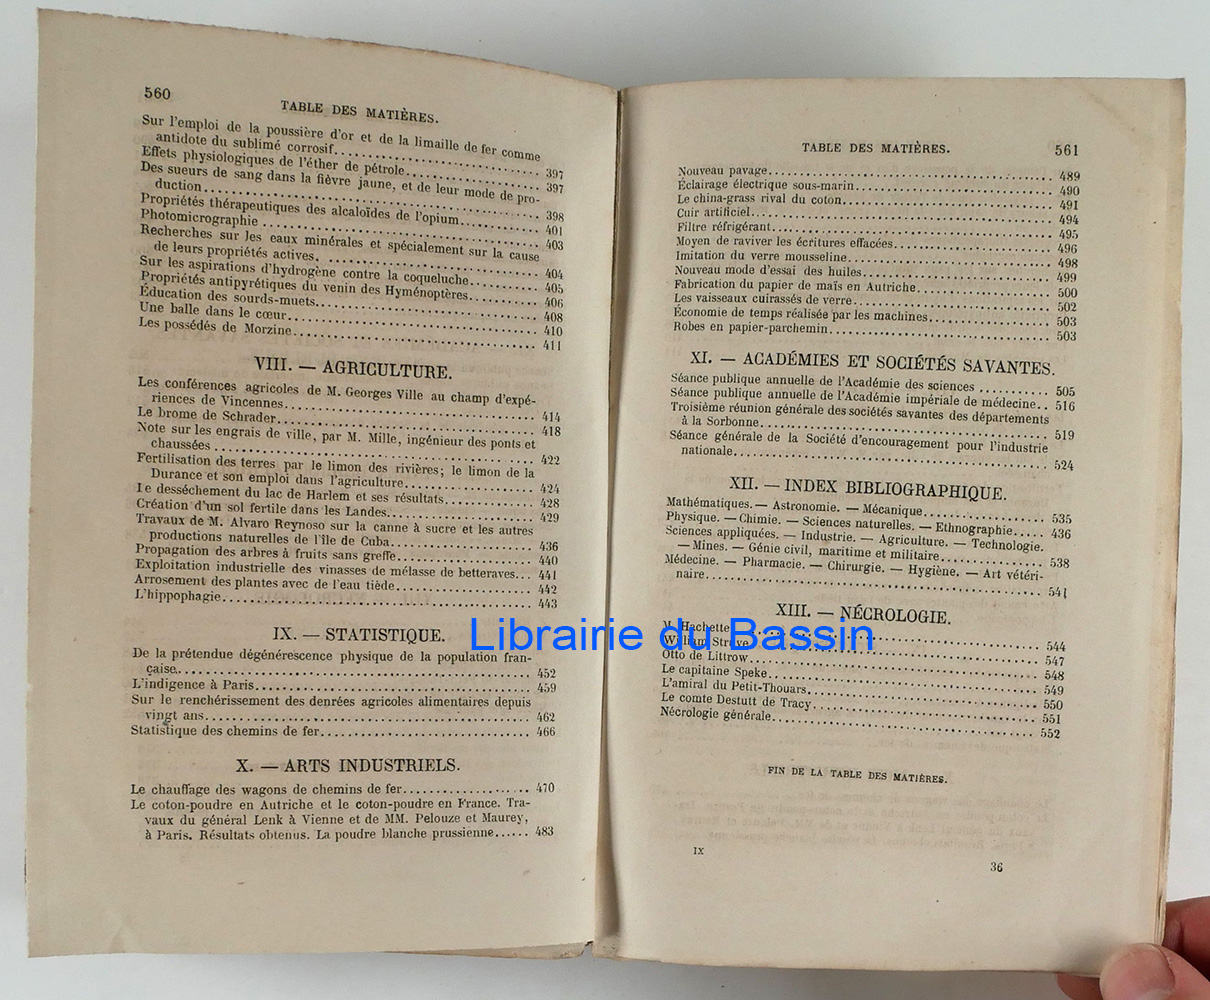 560
TABLE DES MATIÈRES.
Sur l'emploi de la poussière d'or et de la limaille de fer comme
antidote du sublimé corrosif........ 397
Effets physiologiques de l'éther de pétrole........ 397
Des sueurs de sang dans la fièvre jaune, et de leur mode de pro-
duction........ 398
Propriétés thérapeutiques des alcaloïdes de l'opium........ 401
Photomicrographie........ 403
Recherches sur les eaux minérales et spécialement sur la cause
de leurs propriétés actives........ 404
Sur les aspirations d'hydrogène contre la coqueluche........ 405
Propriétés antipyrétiques du venin des Hyménoptères........ 406
Éducation des sourds-muets........ 408
Une balle dans le cœur........ 410
Les possédés de Morzine........ 411
VIII. — AGRICULTURE.
Les conférences agricoles de M. Georges Ville au champ d'expé-
riences de Vincennes........ 414
Le brome de Schrader........ 418
Note sur les engrais de ville, par M. Mille, ingénieur des ponts et
chaussées........ 422
Fertilisation des terres par le limon des rivières; le limon de la
Durance et son emploi dans l'agriculture........ 424
Le desséchement du lac de Harlem et ses résultats........ 428
Création d'un sol fertile dans les Landes........ 429
Travaux de M. Alvaro Reynoso sur la canne à sucre et les autres
productions naturelles de l'île de Cuba........ 436
Propagation des arbres à fruits sans greffe........ 440
Exploitation industrielle des vinasses de mélasse de betteraves... 441
Arrosement des plantes avec de l'eau tiède........ 442
L'hippophagie........ 443
IX. — STATISTIQUE.
De la prétendue dégénérescence physique de la population fran-
çaise........ 452
L'indigence à Paris........ 459
Sur le renchérissement des denrées agricoles alimentaires depuis
vingt ans........ 462
Statistique des chemins de fer........ 466
X. — ARTS INDUSTRIELS.
Le chauffage des wagons de chemins de fer........ 470
Le coton-poudre en Autriche et le coton-poudre en France. Tra-
vaux du général Lenk à Vienne et de MM. Pelouze et Maurey,
à Paris. Résultats obtenus. La poudre blanche prussienne...... 483
TABLE DES MATIÈRES. 561
Nouveau pavage........ 489
Éclairage électrique sous-marin........ 490
Le china-grass rival du coton........ 491
Cuir artificiel........ 494
Filtre réfrigérant........ 495
Moyen de raviver les écritures effacées........ 496
Imitation du verre mousseline........ 498
Nouveau mode d'essai des huiles........ 499
Fabrication du papier de maïs en Autriche........ 500
Les vaisseaux cuirassés de verre........ 502
Économie de temps réalisée par les machines........ 503
Robes en papier-parchemin........ 503
XI. — ACADÉMIES ET SOCIÉTÉS SAVANTES.
Séance publique annuelle de l'Académie des sciences........ 505
Séance publique annuelle de l'Académie impériale de médecine.. 516
Troisième réunion générale des sociétés savantes des départements
à la Sorbonne........ 519
Séance générale de la Société d'encouragement pour l'industrie
nationale........ 524
XII. — INDEX BIBLIOGRAPHIQUE.
Mathématiques. — Astronomie. — Mécanique........ 535
Physique. — Chimie. — Sciences naturelles. — Ethnographie..... 436
Sciences appliquées. — Industrie. — Agriculture. — Technologie.
— Mines. — Génie civil, maritime et militaire........ 538
Médecine. — Pharmacie. — Chirurgie. — Hygiène. — Art vétéri-
naire........ 541
XIII. — NÉCROLOGIE.
M. Hachette........ 544
William Struve........ 547
Otto de Littrow........ 548
Le capitaine Speke........ 549
L'amiral du Petit-Thouars........ 550
Le comte Destutt de Tracy........ 551
Nécrologie générale........ 552
FIN DE LA TABLE DES MATIÈRES.
IX
36
Librairie du Bassin